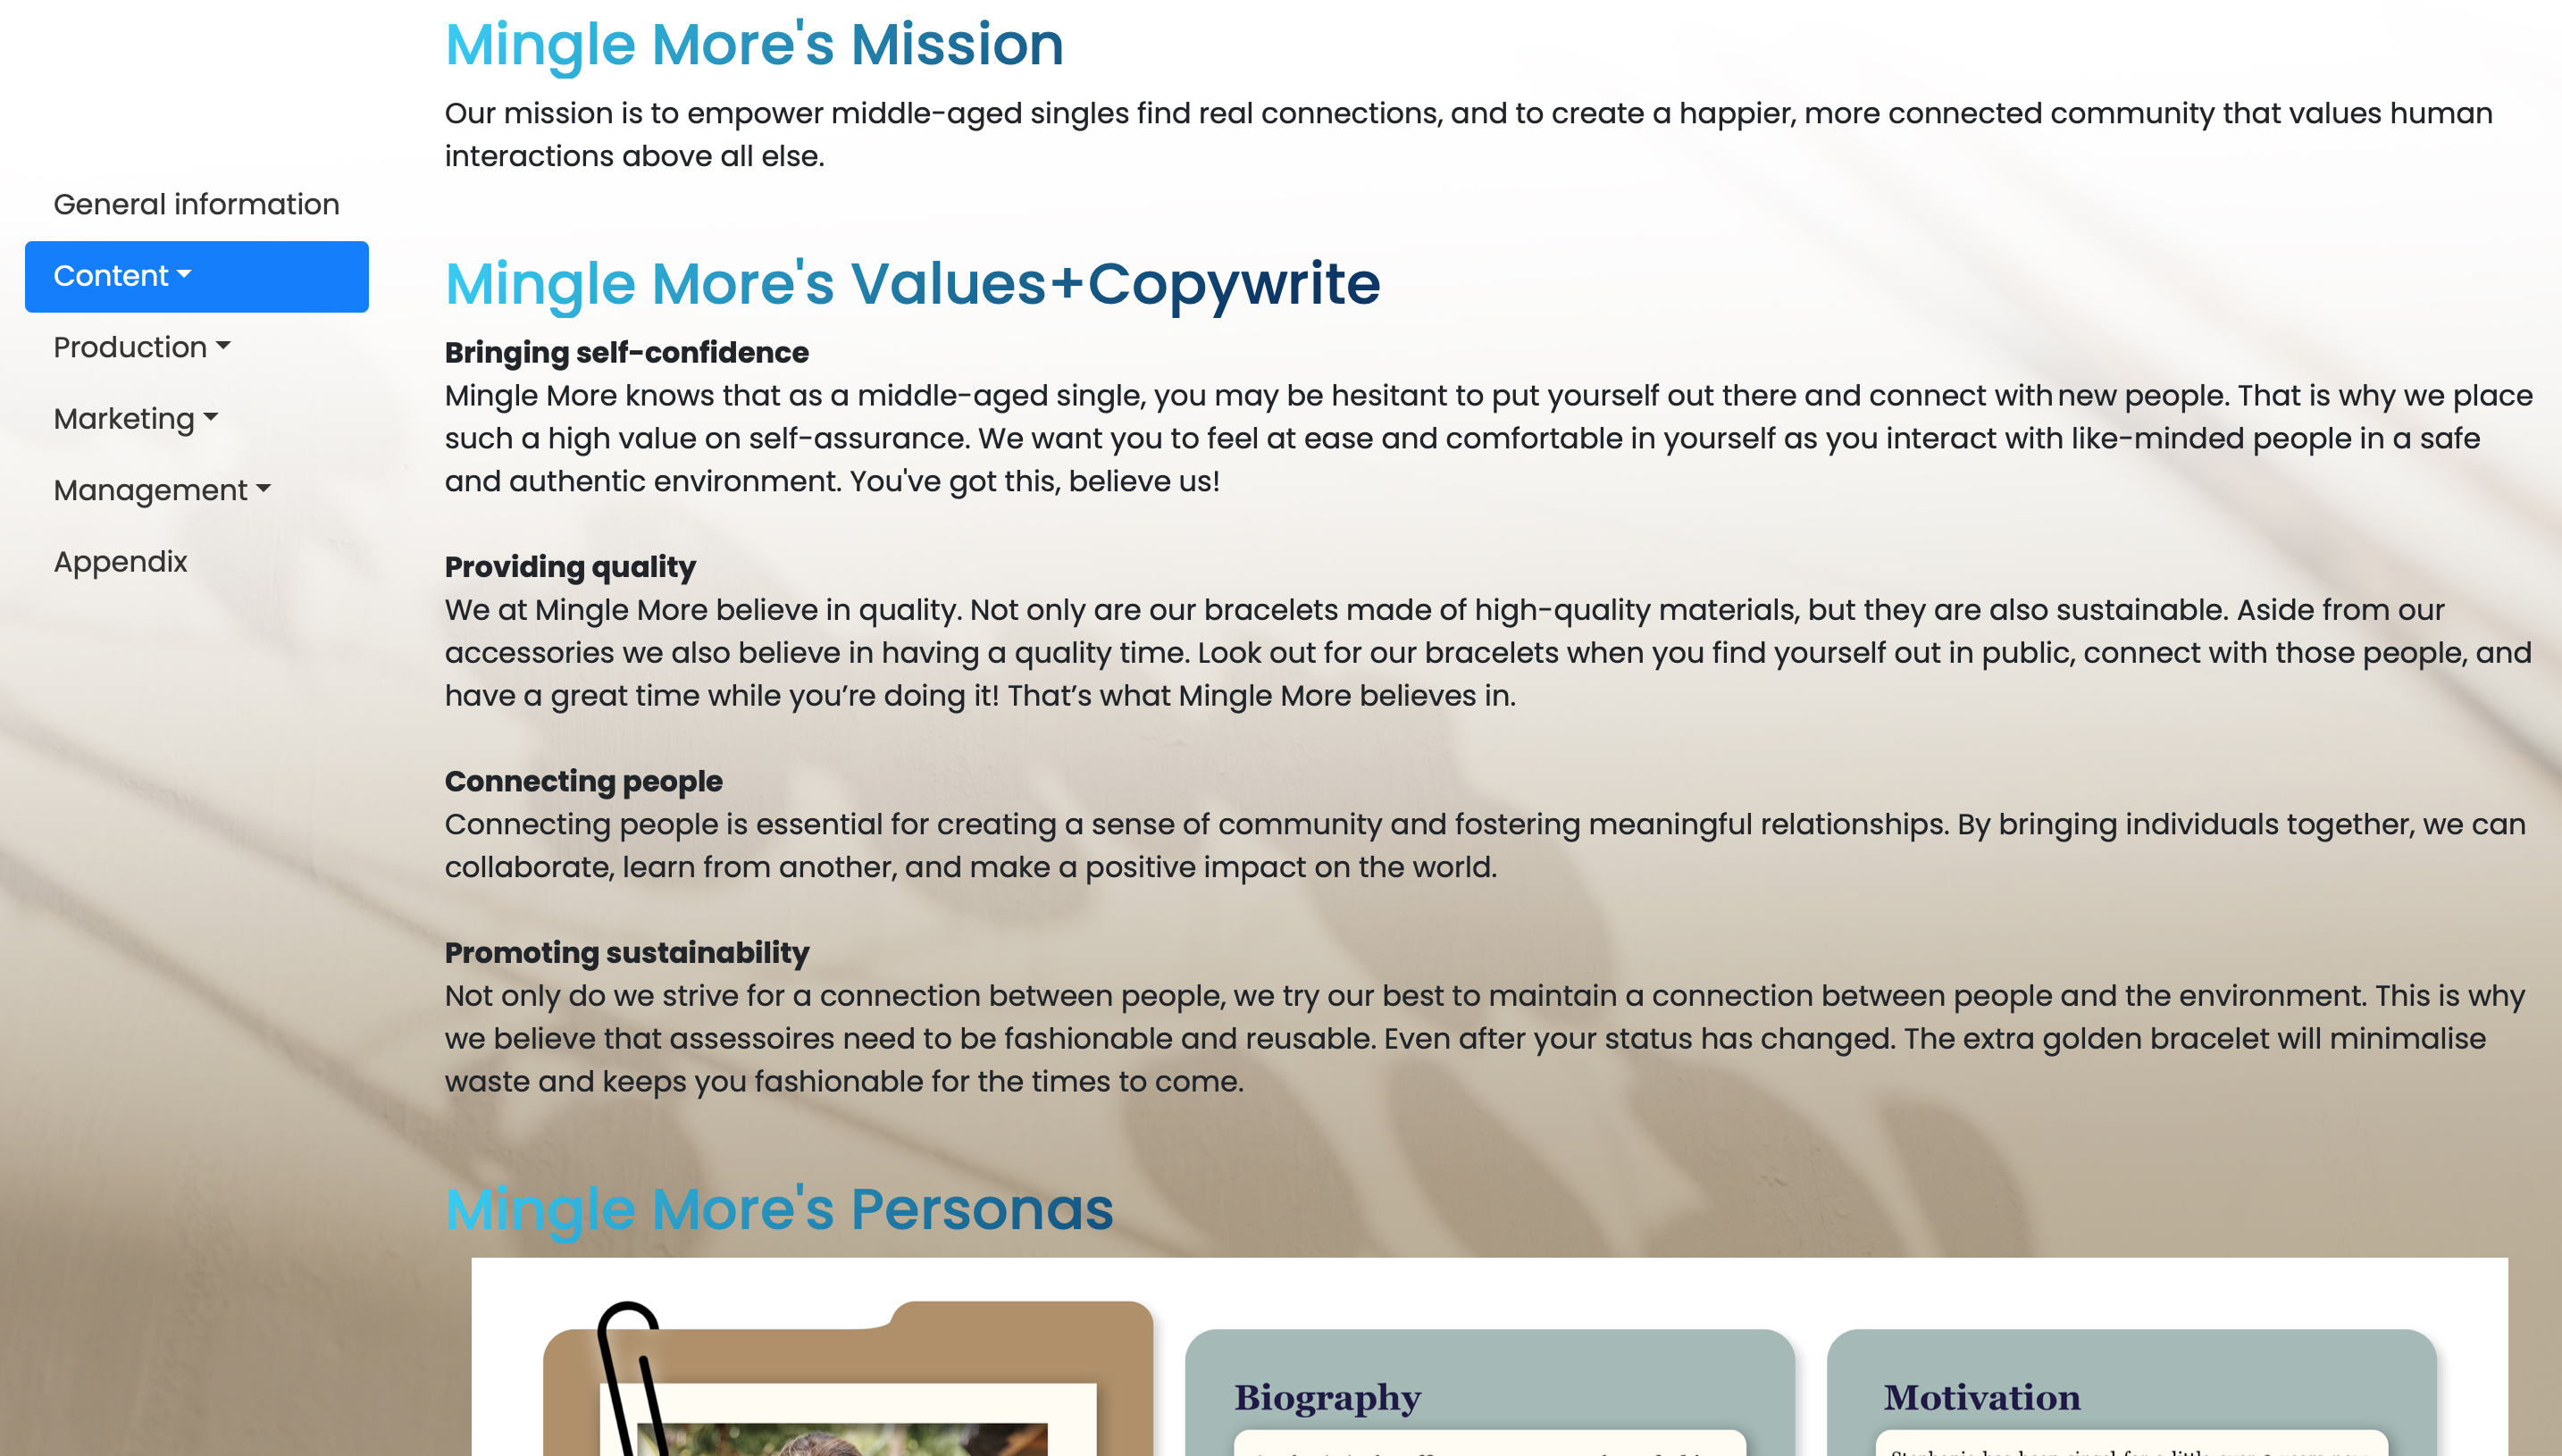 Mingle More's Mission
Our mission is to empower middle-aged singles find real connections, and to create a happier, more connected community that values human
interactions above all else.
General information
Content
Production
Marketing
Management
Appendix
Mingle More's Values+Copywrite
Bringing self-confidence
Mingle More knows that as a middle-aged single, you may be hesitant to put yourself out there and connect with new people. That is why we place
such a high value on self-assurance. We want you to feel at ease and comfortable in yourself as you interact with like-minded people in a safe
and authentic environment. You've got this, believe us!
Providing quality
We at Mingle More believe in quality. Not only are our bracelets made of high-quality materials, but they are also sustainable. Aside from our
accessories we also believe in having a quality time. Look out for our bracelets when you find yourself out in public, connect with those people, and
have a great time while you’re doing it! That’s what Mingle More believes in.
Connecting people
Connecting people is essential for creating a sense of community and fostering meaningful relationships. By bringing individuals together, we can
collaborate, learn from another, and make a positive impact on the world.
Promoting sustainability
Not only do we strive for a connection between people, we try our best to maintain a connection between people and the environment. This is why
we believe that assessoires need to be fashionable and reusable. Even after your status has changed. The extra golden bracelet will minimalise
waste and keeps you fashionable for the times to come.
Mingle More's Personas
Biography
Motivation